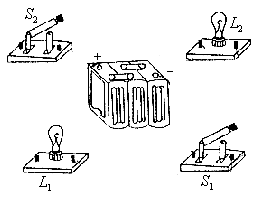 S₂
L₂
+
−
L₁
S₁